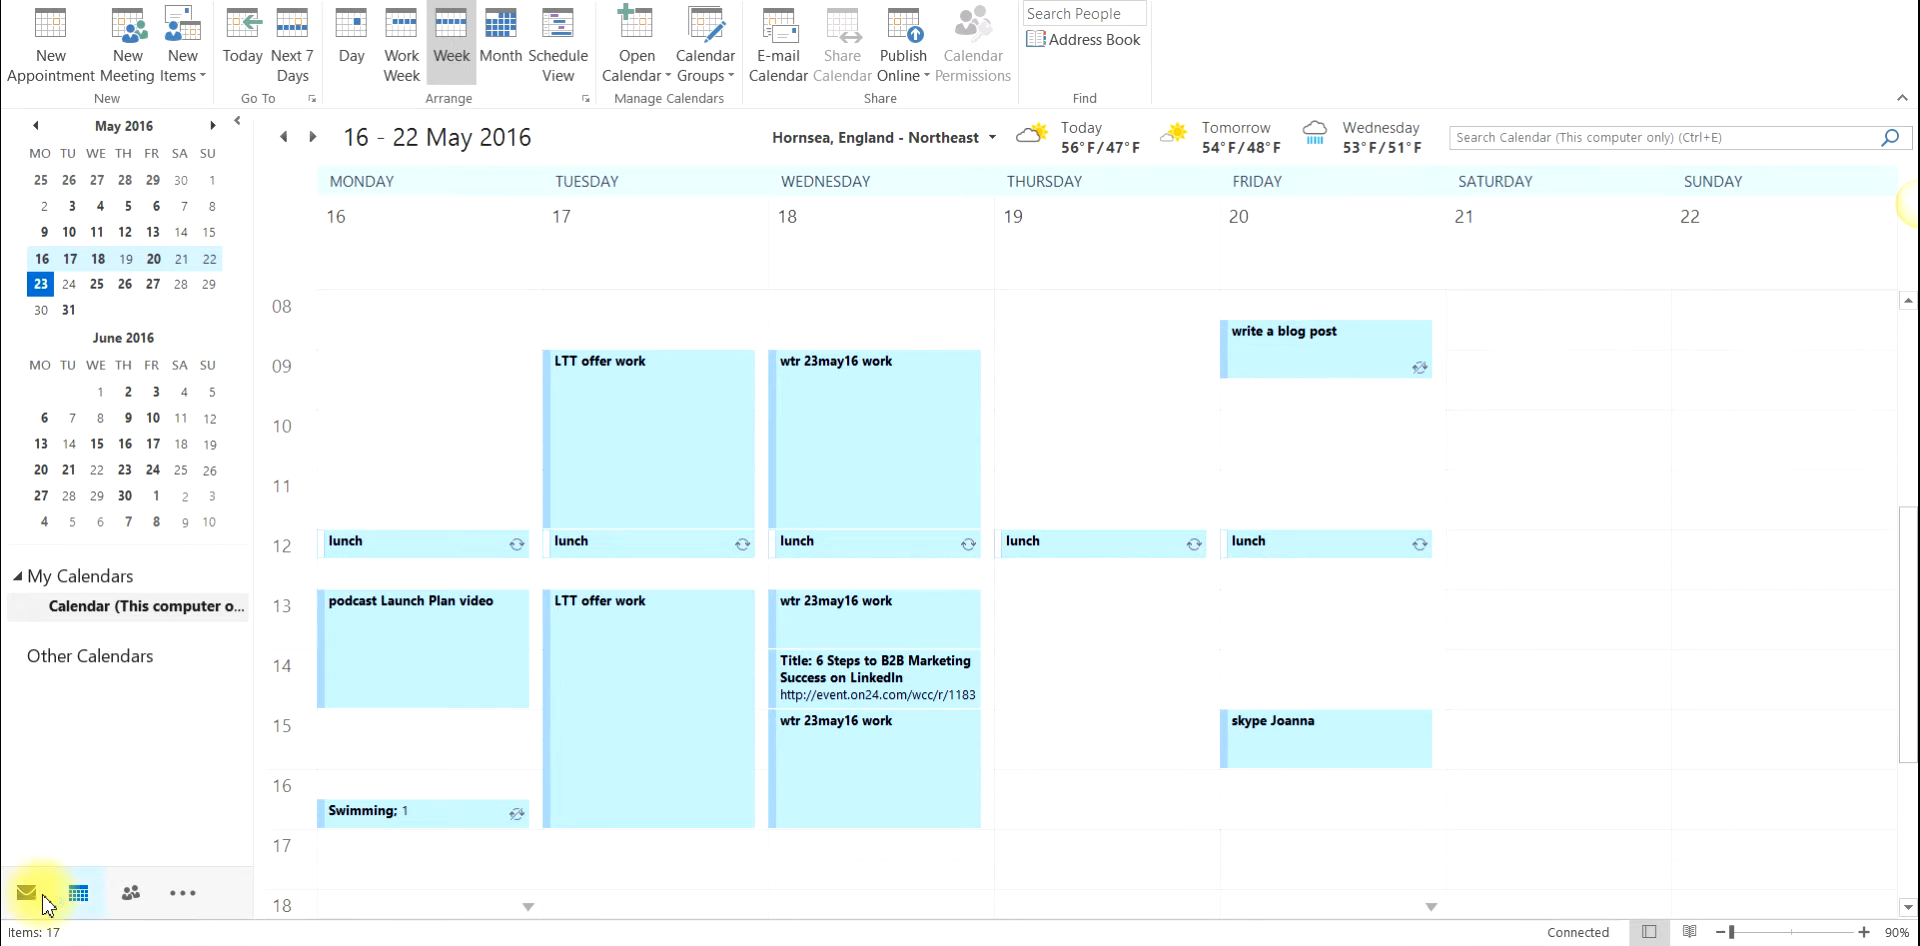 New Appointment
New Meeting
New Items
New
Today
Next 7 Days
Go To
Day
Work Week
Week
Month
Schedule View
Arrange
Open Calendar
Calendar Groups
Manage Calendars
E-mail Calendar
Share Calendar
Publish Online
Calendar Permissions
Share
Search People
Address Book
Find
May 2016
MO TU WE TH FR SA SU
25 26 27 28 29 30 1
2 3 4 5 6 7 8
9 10 11 12 13 14 15
16 17 18 19 20 21 22
23 24 25 26 27 28 29
30 31
June 2016
MO TU WE TH FR SA SU
1 2 3 4 5
6 7 8 9 10 11 12
13 14 15 16 17 18 19
20 21 22 23 24 25 26
27 28 29 30 1 2 3
4 5 6 7 8 9 10
My Calendars
Calendar (This computer o...
Other Calendars
16 - 22 May 2016
Hornsea, England - Northeast
Today
56°F/47°F
Tomorrow
54°F/48°F
Wednesday
53°F/51°F
Search Calendar (This computer only) (Ctrl+E)
MONDAY TUESDAY WEDNESDAY THURSDAY FRIDAY SATURDAY SUNDAY
16 17 18 19 20 21 22
08
write a blog post
09
LTT offer work
wtr 23may16 work
10
11
12
lunch
lunch
lunch
lunch
lunch
13
podcast Launch Plan video
LTT offer work
wtr 23may16 work
14
Title: 6 Steps to B2B Marketing
Success on LinkedIn
http://event.on24.com/wcc/r/1183
15
wtr 23may16 work
skype Joanna
16
Swimming; 1
17
18
Items: 17
Connected
90%